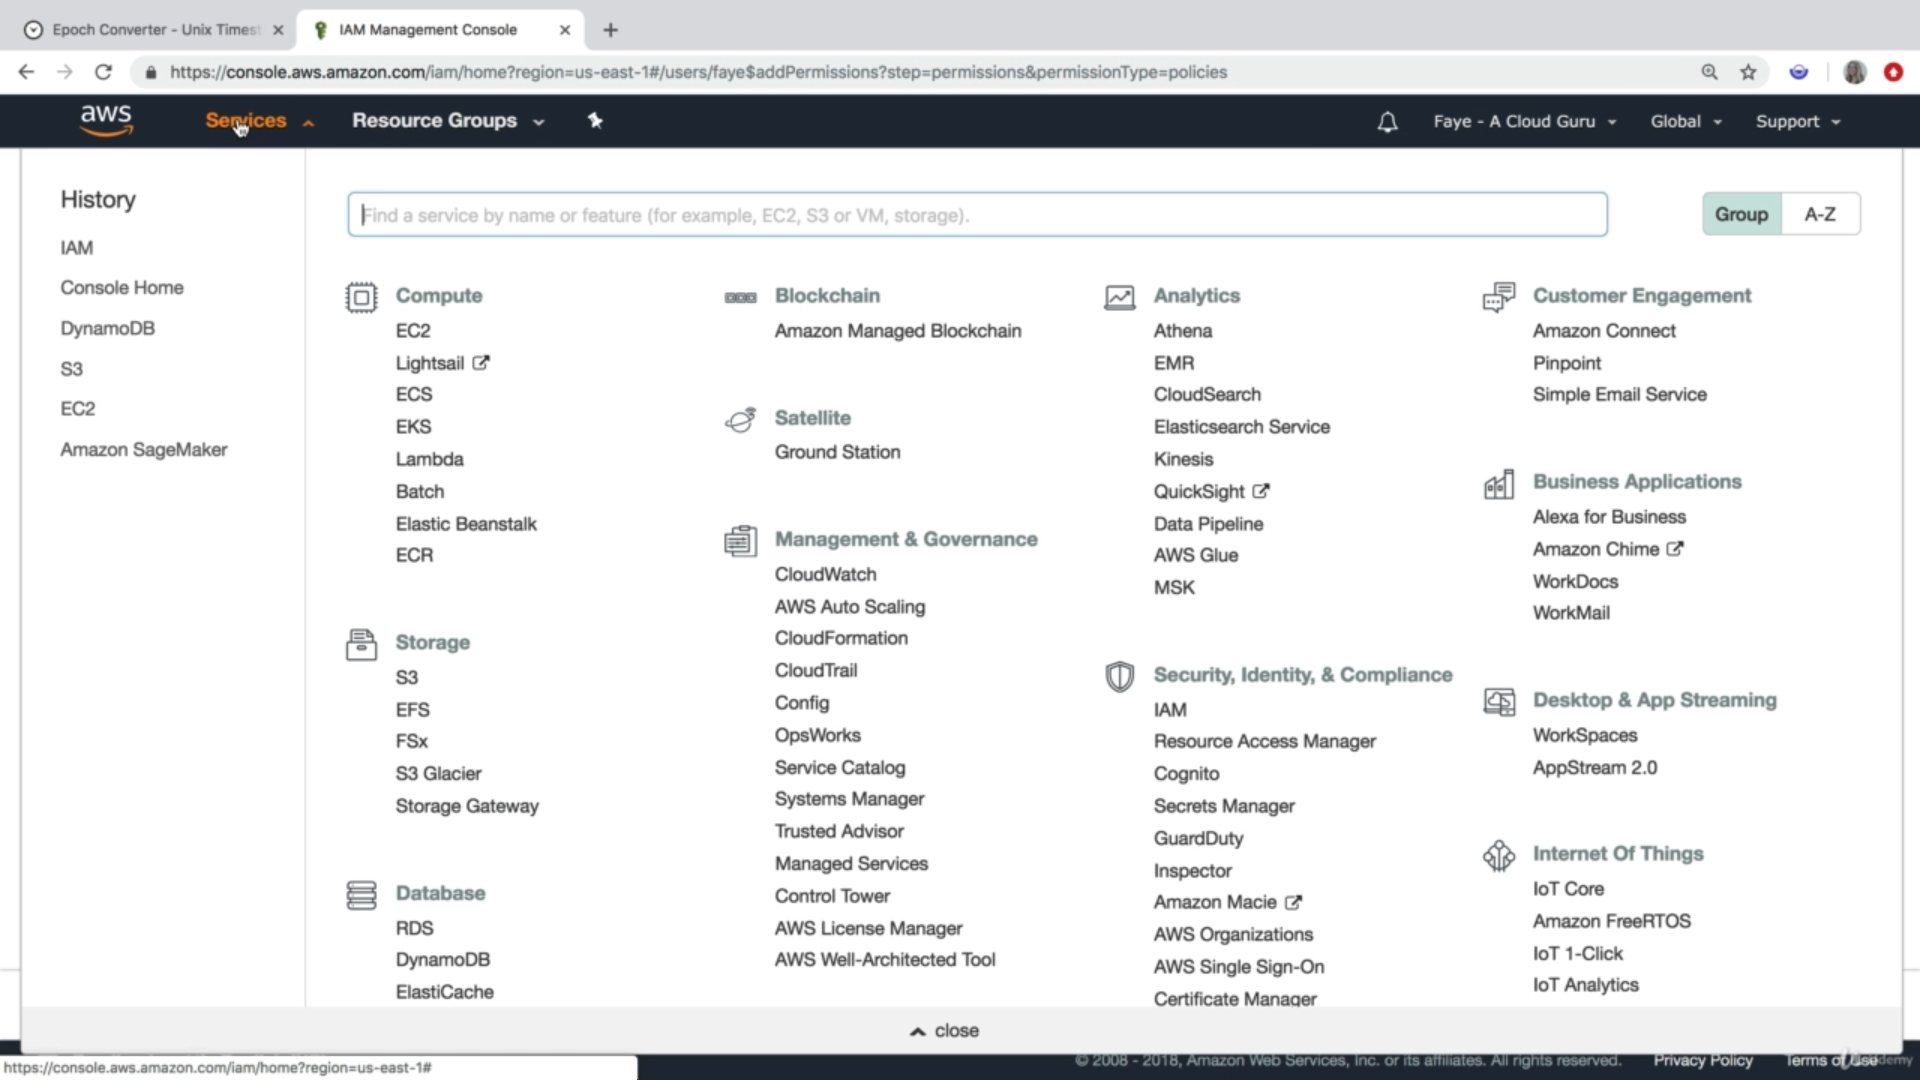 Epoch Converter - Unix Timest
IAM Management Console
https://console.aws.amazon.com/iam/home?region=us-east-1#/users/faye$addPermissions?step=permissions&permissionType=policies
aws
Services
Resource Groups
Faye - A Cloud Guru
Global
Support
History
IAM
Console Home
DynamoDB
S3
EC2
Amazon SageMaker
Find a service by name or feature (for example, EC2, S3 or VM, storage).
Group
A-Z
Compute
EC2
Lightsail
ECS
EKS
Lambda
Batch
Elastic Beanstalk
ECR
Storage
S3
EFS
FSx
S3 Glacier
Storage Gateway
Database
RDS
DynamoDB
ElastiCache
Blockchain
Amazon Managed Blockchain
Satellite
Ground Station
Management & Governance
CloudWatch
AWS Auto Scaling
CloudFormation
CloudTrail
Config
OpsWorks
Service Catalog
Systems Manager
Trusted Advisor
Managed Services
Control Tower
AWS License Manager
AWS Well-Architected Tool
Analytics
Athena
EMR
CloudSearch
Elasticsearch Service
Kinesis
QuickSight
Data Pipeline
AWS Glue
MSK
Security, Identity, & Compliance
IAM
Resource Access Manager
Cognito
Secrets Manager
GuardDuty
Inspector
Amazon Macie
AWS Organizations
AWS Single Sign-On
Certificate Manager
Customer Engagement
Amazon Connect
Pinpoint
Simple Email Service
Business Applications
Alexa for Business
Amazon Chime
WorkDocs
WorkMail
Desktop & App Streaming
WorkSpaces
AppStream 2.0
Internet Of Things
IoT Core
Amazon FreeRTOS
IoT 1-Click
IoT Analytics
close
https://console.aws.amazon.com/iam/home?region=us-east-1#
© 2008 - 2018, Amazon Web Services, Inc. or its affiliates. All rights reserved.
Privacy Policy
Terms of Use